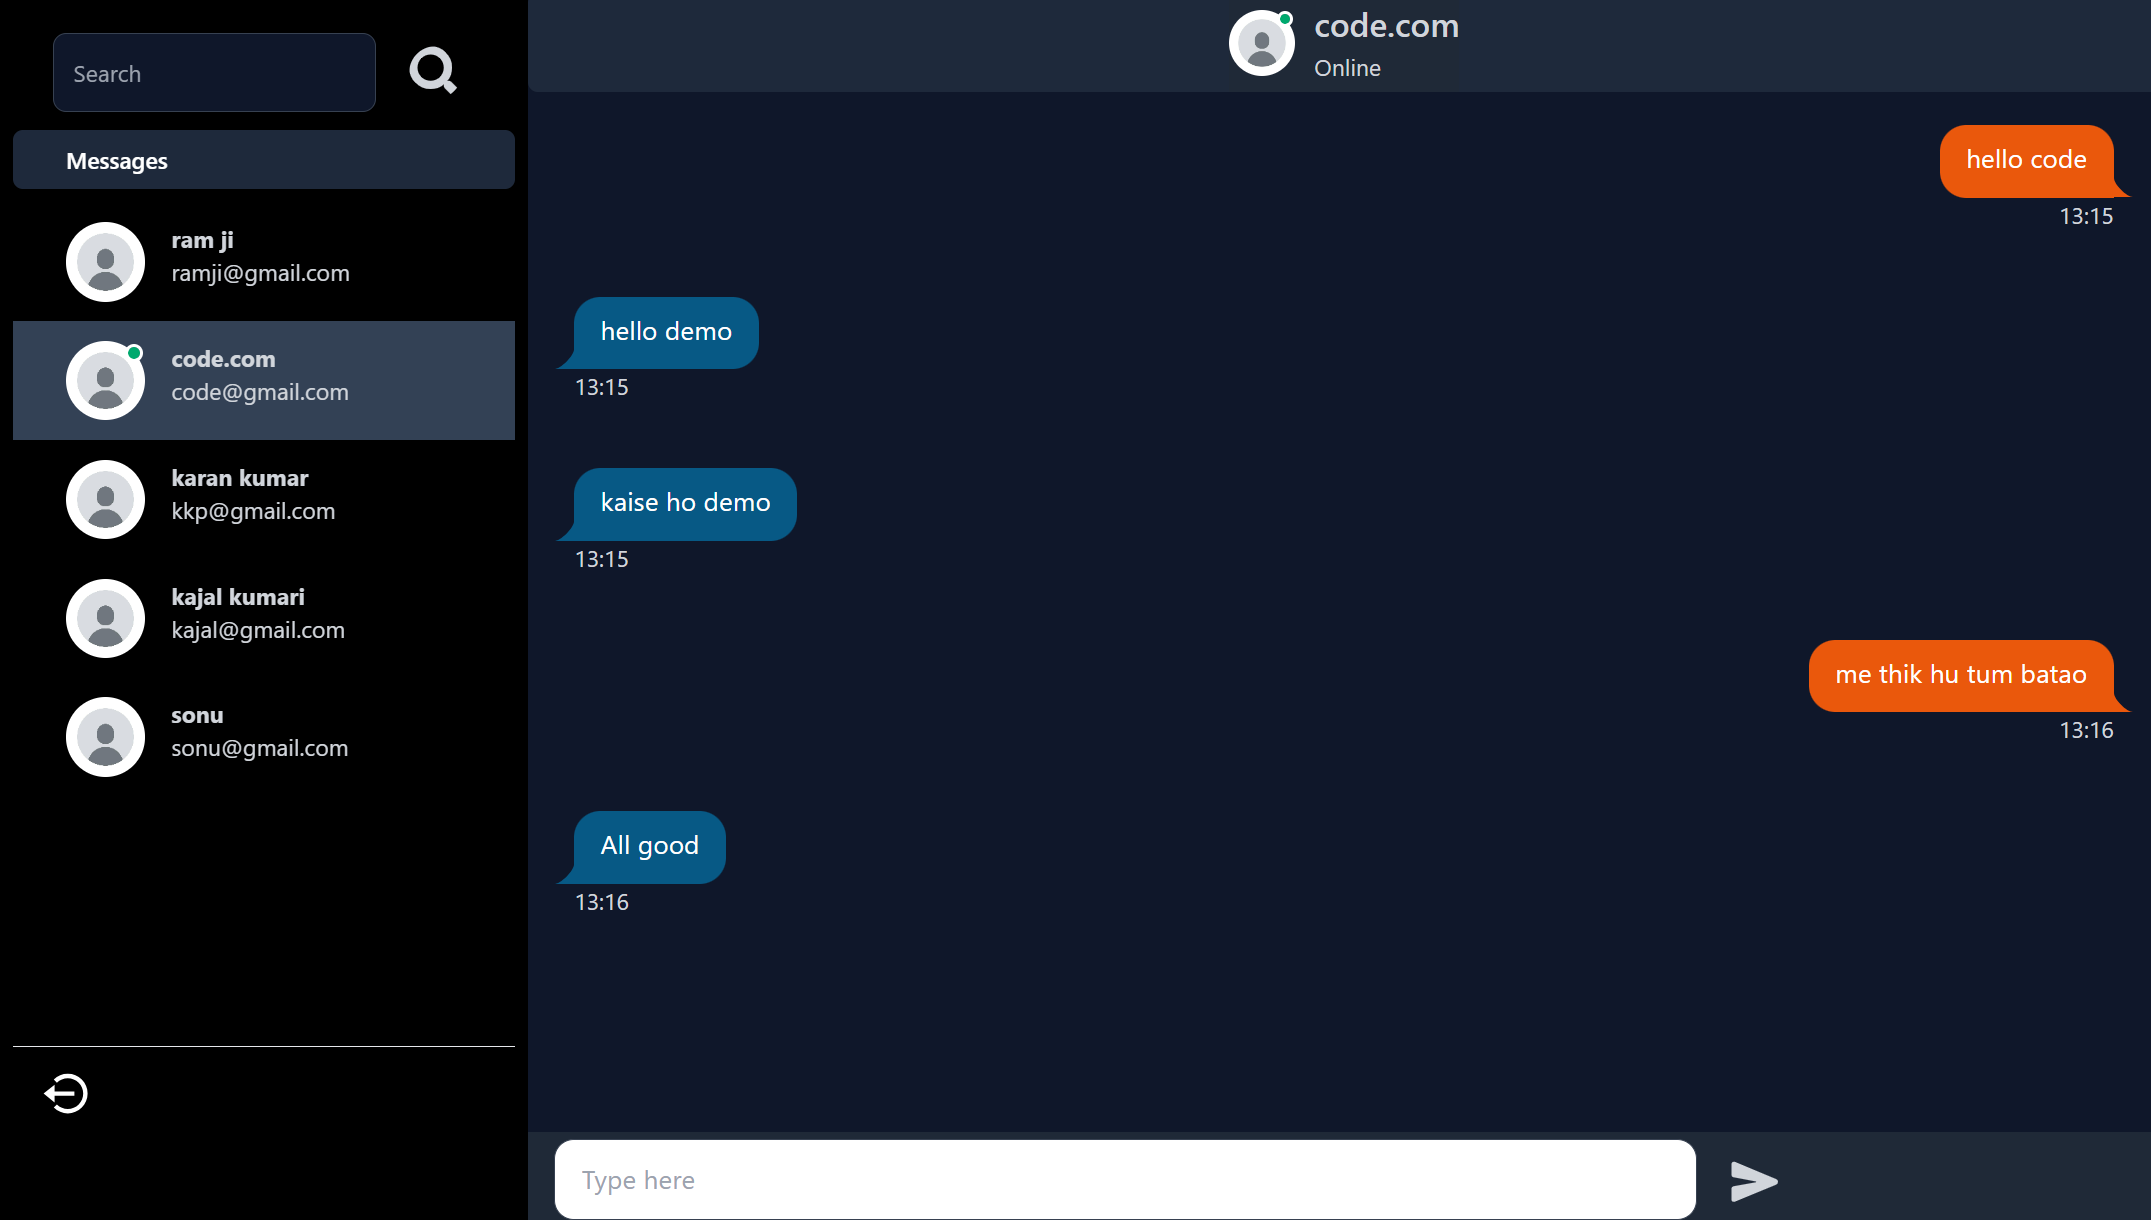 Search
Messages
ram ji
ramji@gmail.com
code.com
code@gmail.com
karan kumar
kkp@gmail.com
kajal kumari
kajal@gmail.com
sonu
sonu@gmail.com
code.com
Online
hello code
13:15
hello demo
13:15
kaise ho demo
13:15
me thik hu tum batao
13:16
All good
13:16
Type here